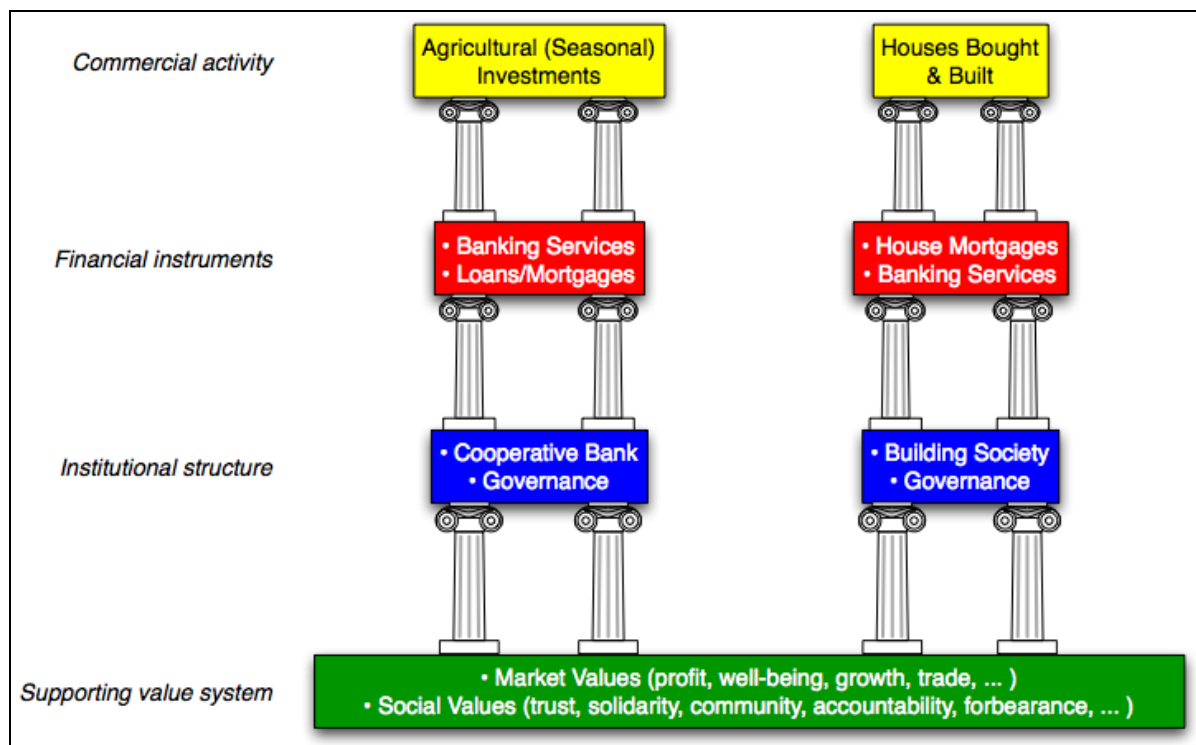 Commercial activity
Agricultural (Seasonal)
Investments
Houses Bought
& Built
Financial instruments
• Banking Services
• Loans/Mortgages
• House Mortgages
• Banking Services
Institutional structure
• Cooperative Bank
• Governance
• Building Society
• Governance
Supporting value system
• Market Values (profit, well-being, growth, trade, ... )
• Social Values (trust, solidarity, community, accountability, forbearance, ... )